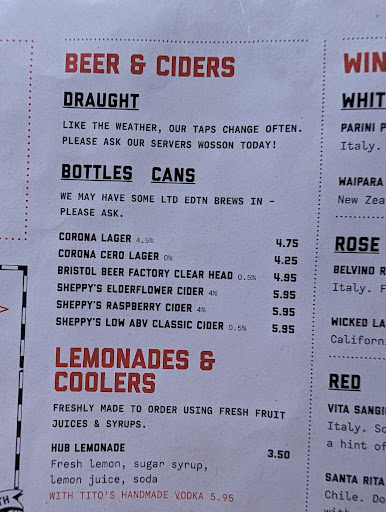 BEER & CIDERS
DRAUGHT
LIKE THE WEATHER, OUR TAPS CHANGE OFTEN.
PLEASE ASK OUR SERVERS WOSSON TODAY!
BOTTLES CANS
WE MAY HAVE SOME LTD EDTN BREWS IN –
PLEASE ASK.
CORONA LAGER 4,5% 4.75
CORONA CERO LAGER 0% 4.25
BRISTOL BEER FACTORY CLEAR HEAD 0.5% 4.95
SHEPPY'S ELDERFLOWER CIDER 4% 5.95
SHEPPY'S RASPBERRY CIDER 4% 5.95
SHEPPY'S LOW ABV CLASSIC CIDER 0.5% 5.95
LEMONADES &
COOLERS
FRESHLY MADE TO ORDER USING FRESH FRUIT
JUICES & SYRUPS.
HUB LEMONADE 3.50
Fresh lemon, sugar syrup,
lemon juice, soda
WITH TITO'S HANDMADE VODKA 5.95
WIN
WHIT
PARINI P
Italy.
WAIPARA
New Zea
ROSE
BELVINO R
Italy. F
WICKED LA
Californi
RED
VITA SANGI
Italy. So
a hint of
SANTA RITA
Chile. Do
with
TH